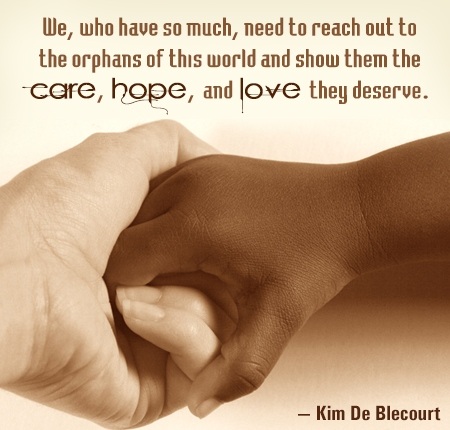 We, who have so much, need to reach out to
the orphans of this world and show them the
care, hope, and love they deserve.
– Kim De Blecourt